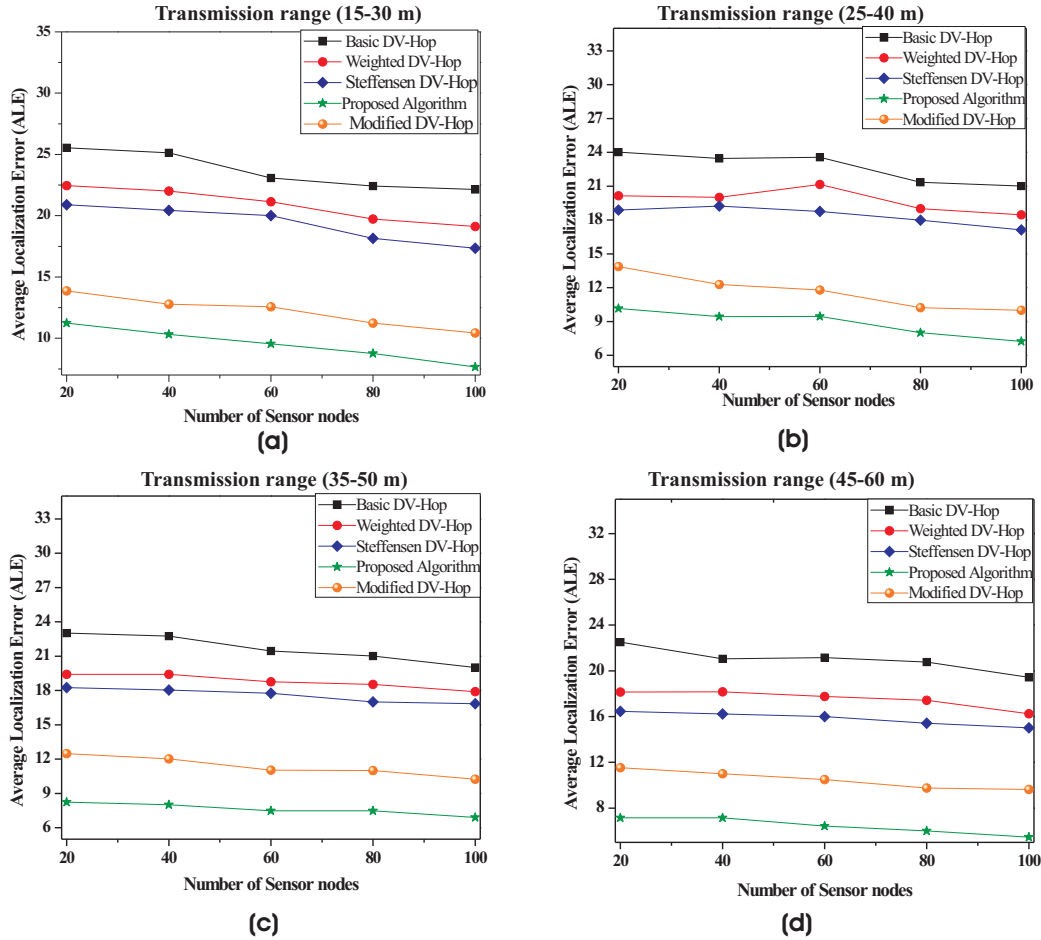 Transmission range (15-30 m)
Average Localization Error (ALE)
35
30
25
20
15
10
Basic DV-Hop
Weighted DV-Hop
Steffensen DV-Hop
Proposed Algorithm
Modified DV-Hop
20 40 60 80 100
Number of Sensor nodes
(a)
Transmission range (25-40 m)
Average Localization Error (ALE)
33
30
27
24
21
18
15
12
9
6
Basic DV-Hop
Weighted DV-Hop
Steffensen DV-Hop
Proposed Algorithm
Modified DV-Hop
20 40 60 80 100
Number of Sensor nodes
(b)
Transmission range (35-50 m)
Average Localization Error (ALE)
33
30
27
24
21
18
15
12
9
6
Basic DV-Hop
Weighted DV-Hop
Steffensen DV-Hop
Proposed Algorithm
Modified DV-Hop
20 40 60 80 100
Number of Sensor nodes
(c)
Transmission range (45-60 m)
Average Localization Error (ALE)
32
28
24
20
16
12
8
Basic DV-Hop
Weighted DV-Hop
Steffensen DV-Hop
Proposed Algorithm
Modified DV-Hop
20 40 60 80 100
Number of Sensor nodes
(d)